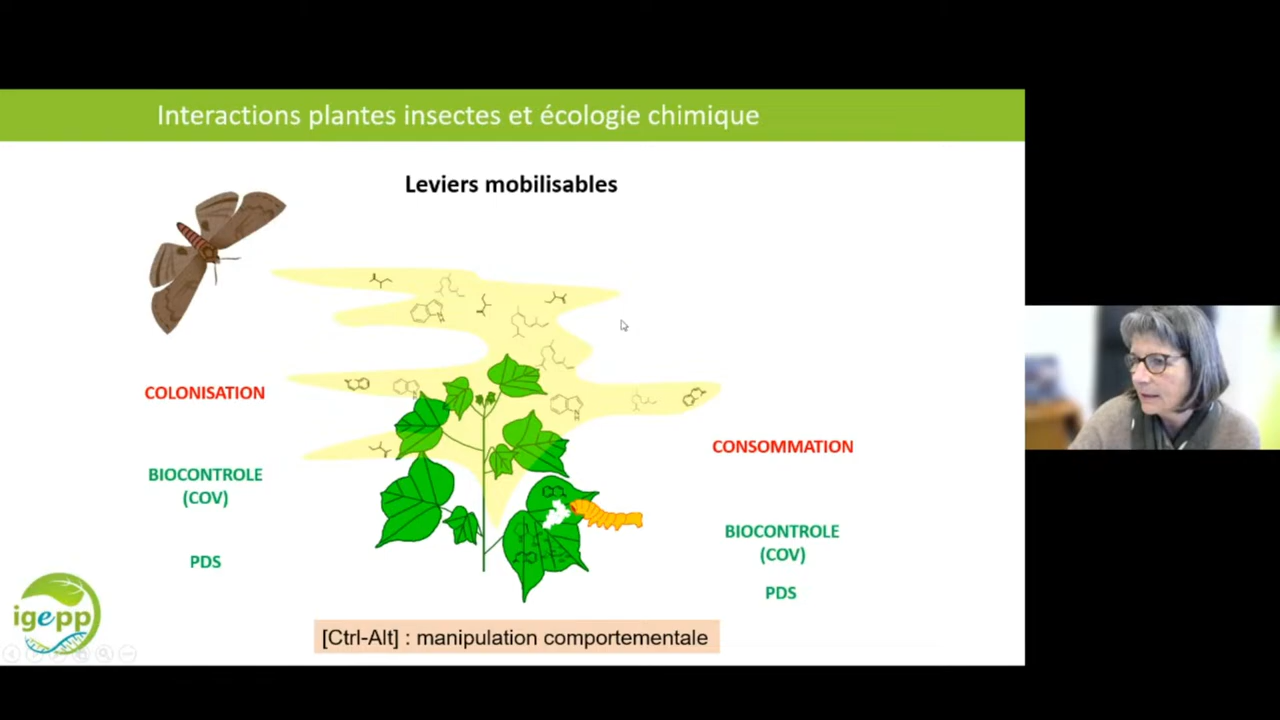 Interactions plantes insectes et écologie chimique
Leviers mobilisables
COLONISATION
BIOCONTROLE
(COV)
PDS
CONSOMMATION
BIOCONTROLE
(COV)
PDS
igepp
[Ctrl-Alt] : manipulation comportementale